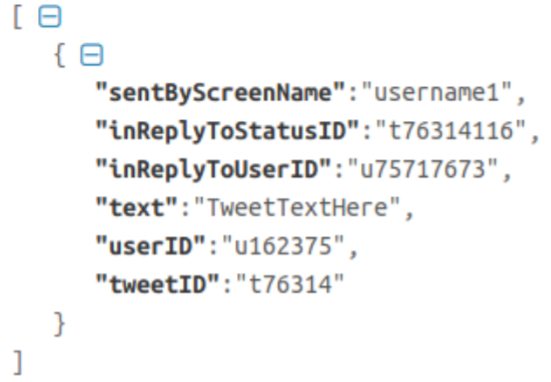 [
{
"sentByScreenName":"username1",
"inReplyToStatusID":"t76314116",
"inReplyToUserID":"u75717673",
"text":"TweetTextHere",
"userID":"u162375",
"tweetID":"t76314"
}
]